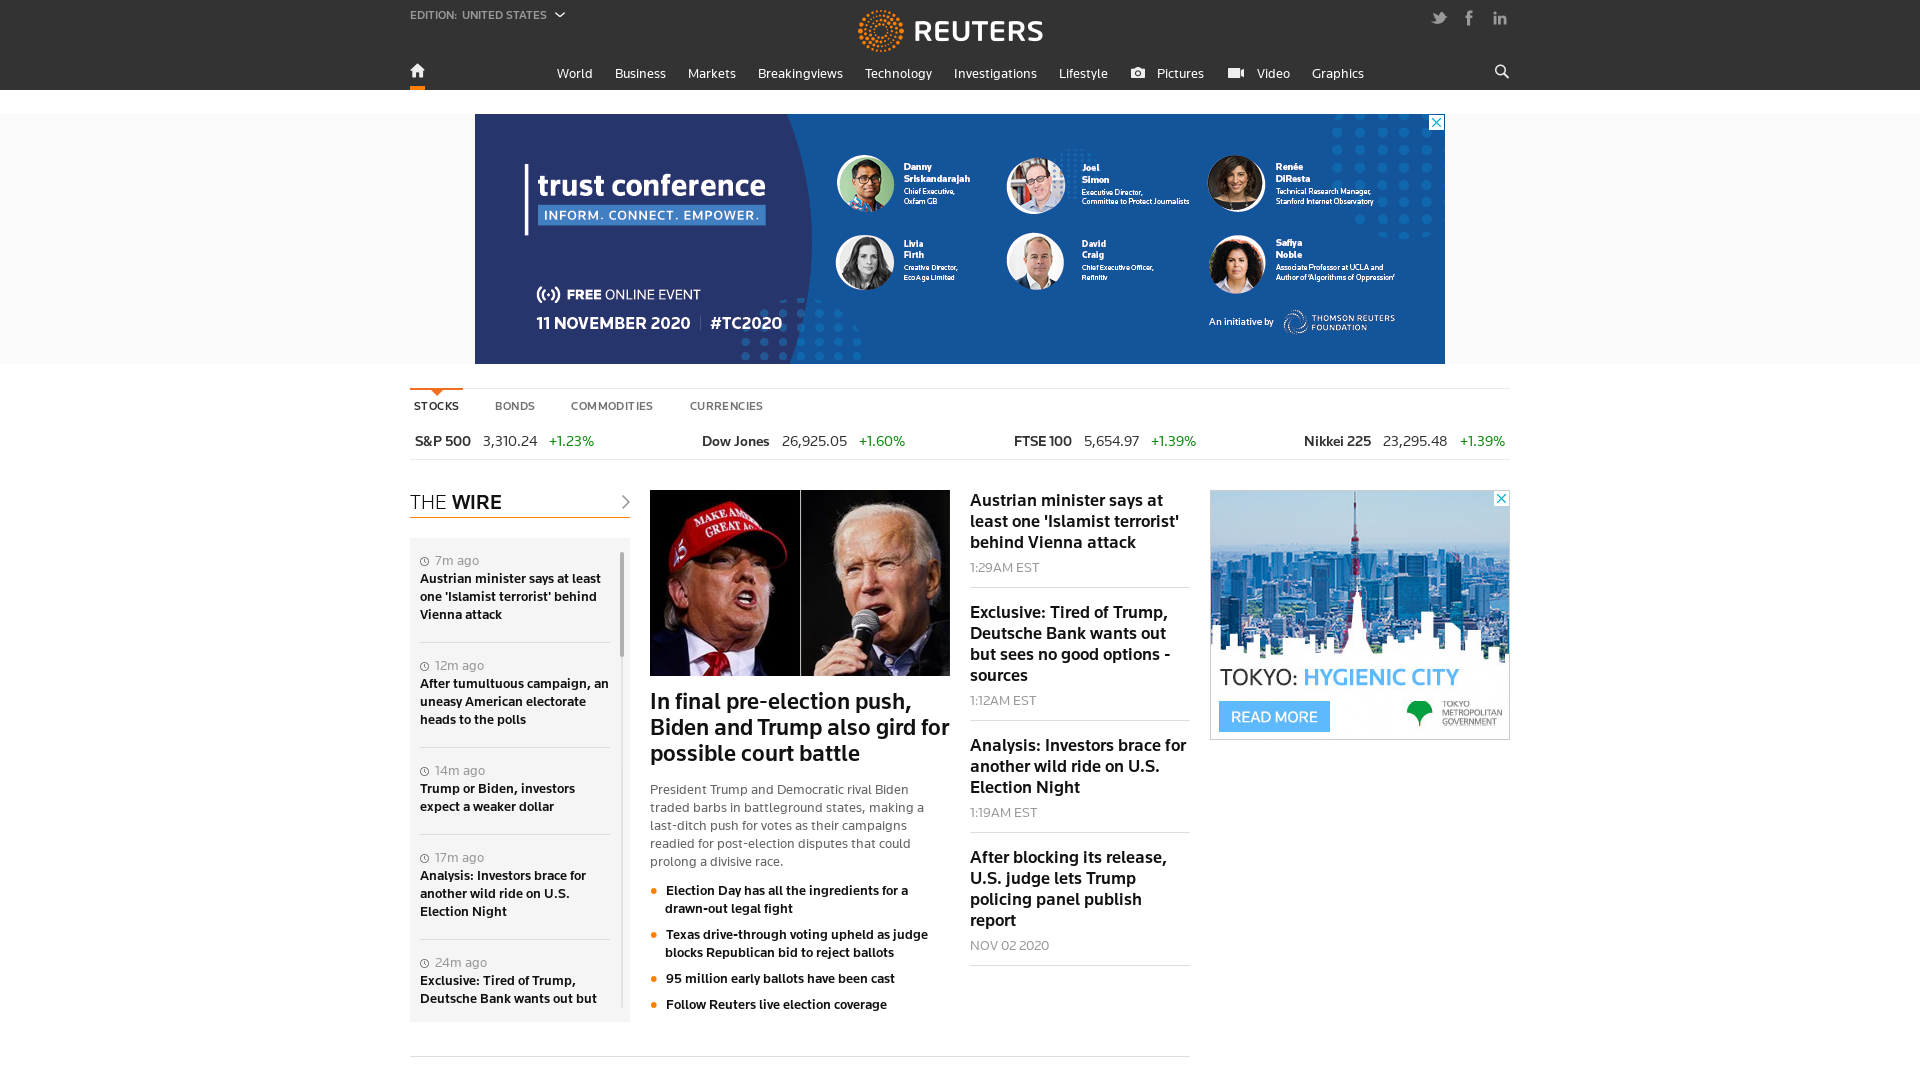 EDITION: UNITED STATES
REUTERS
World Business Markets Breakingviews Technology Investigations Lifestyle Pictures Video Graphics
trust conference
INFORM. CONNECT. EMPOWER.
FREE ONLINE EVENT
11 NOVEMBER 2020 #TC2020
Danny
Sriskandarajah
Chief Executive,
Oxfam GB
Joel
Simon
Executive Director,
Committee to Protect Journalists
Renée
DiResta
Technical Research Manager,
Stanford Internet Observatory
Livia
Firth
Creative Director,
Eco Age Limited
David
Craig
Chief Executive Officer,
Refinitiv
Safiya
Noble
Associate Professor at UCLA and
Author of 'Algorithms of Oppression'
An initiative by
THOMSON REUTERS
FOUNDATION
STOCKS BONDS COMMODITIES CURRENCIES
S&P 500 3,310.24 +1.23% Dow Jones 26,925.05 +1.60% FTSE 100 5,654.97 +1.39% Nikkei 225 23,295.48 +1.39%
THE WIRE
7m ago
Austrian minister says at least
one 'Islamist terrorist' behind
Vienna attack
12m ago
After tumultuous campaign, an
uneasy American electorate
heads to the polls
14m ago
Trump or Biden, investors
expect a weaker dollar
17m ago
Analysis: Investors brace for
another wild ride on U.S.
Election Night
24m ago
Exclusive: Tired of Trump,
Deutsche Bank wants out but
MAKE AMERI
GREAT AG
45
In final pre-election push,
Biden and Trump also gird for
possible court battle
President Trump and Democratic rival Biden
traded barbs in battleground states, making a
last-ditch push for votes as their campaigns
readied for post-election disputes that could
prolong a divisive race.
Election Day has all the ingredients for a
drawn-out legal fight
Texas drive-through voting upheld as judge
blocks Republican bid to reject ballots
95 million early ballots have been cast
Follow Reuters live election coverage
Austrian minister says at
least one 'Islamist terrorist'
behind Vienna attack
1:29AM EST
Exclusive: Tired of Trump,
Deutsche Bank wants out
but sees no good options -
sources
1:12AM EST
Analysis: Investors brace for
another wild ride on U.S.
Election Night
1:19AM EST
After blocking its release,
U.S. judge lets Trump
policing panel publish
report
NOV 02 2020
TOKYO: HYGIENIC CITY
READ MORE
TOKYO
METROPOLITAN
GOVERNMENT